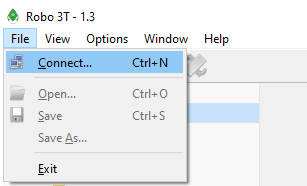 Robo 3T - 1.3
File View Options Window Help
Connect... Ctrl+N
Open... Ctrl+O
Save Ctrl+S
Save As...
Exit